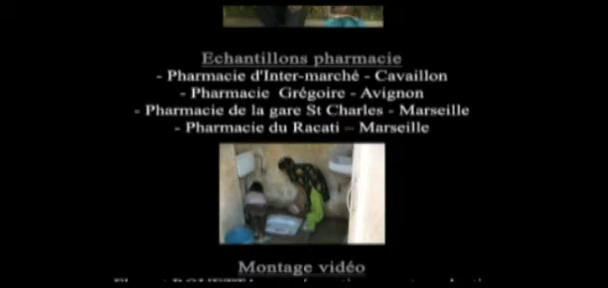 Echantillons pharmacie
- Pharmacie d'Inter-marché - Cavaillon
- Pharmacie Grégoire - Avignon
- Pharmacie de la gare St Charles - Marseille
- Pharmacie du Racati – Marseille
Montage vidéo